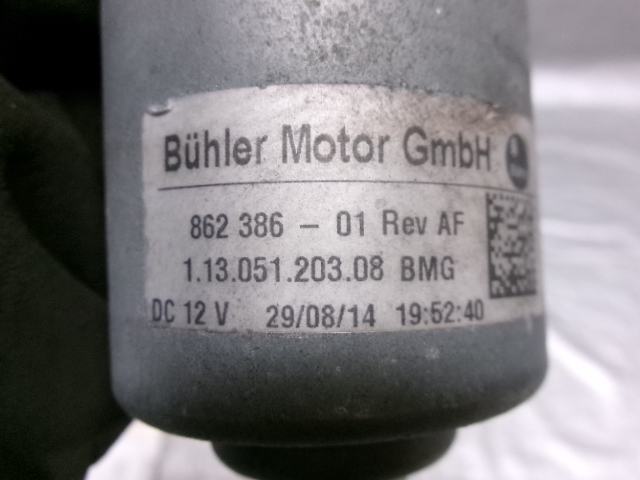 Bühler Motor GmbH
862 386 - 01 Rev AF
1.13.051.203.08 BMG
DC 12 V 29/08/14 19:52:40